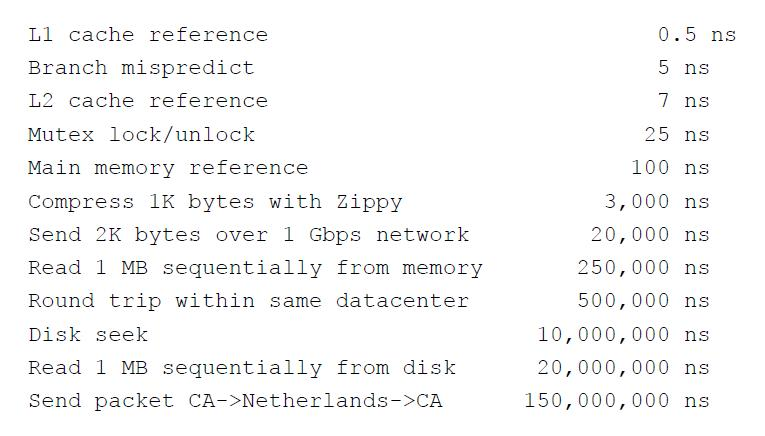 L1 cache reference 0.5 ns
Branch mispredict 5 ns
L2 cache reference 7 ns
Mutex lock/unlock 25 ns
Main memory reference 100 ns
Compress 1K bytes with Zippy 3,000 ns
Send 2K bytes over 1 Gbps network 20,000 ns
Read 1 MB sequentially from memory 250,000 ns
Round trip within same datacenter 500,000 ns
Disk seek 10,000,000 ns
Read 1 MB sequentially from disk 20,000,000 ns
Send packet CA->Netherlands->CA 150,000,000 ns